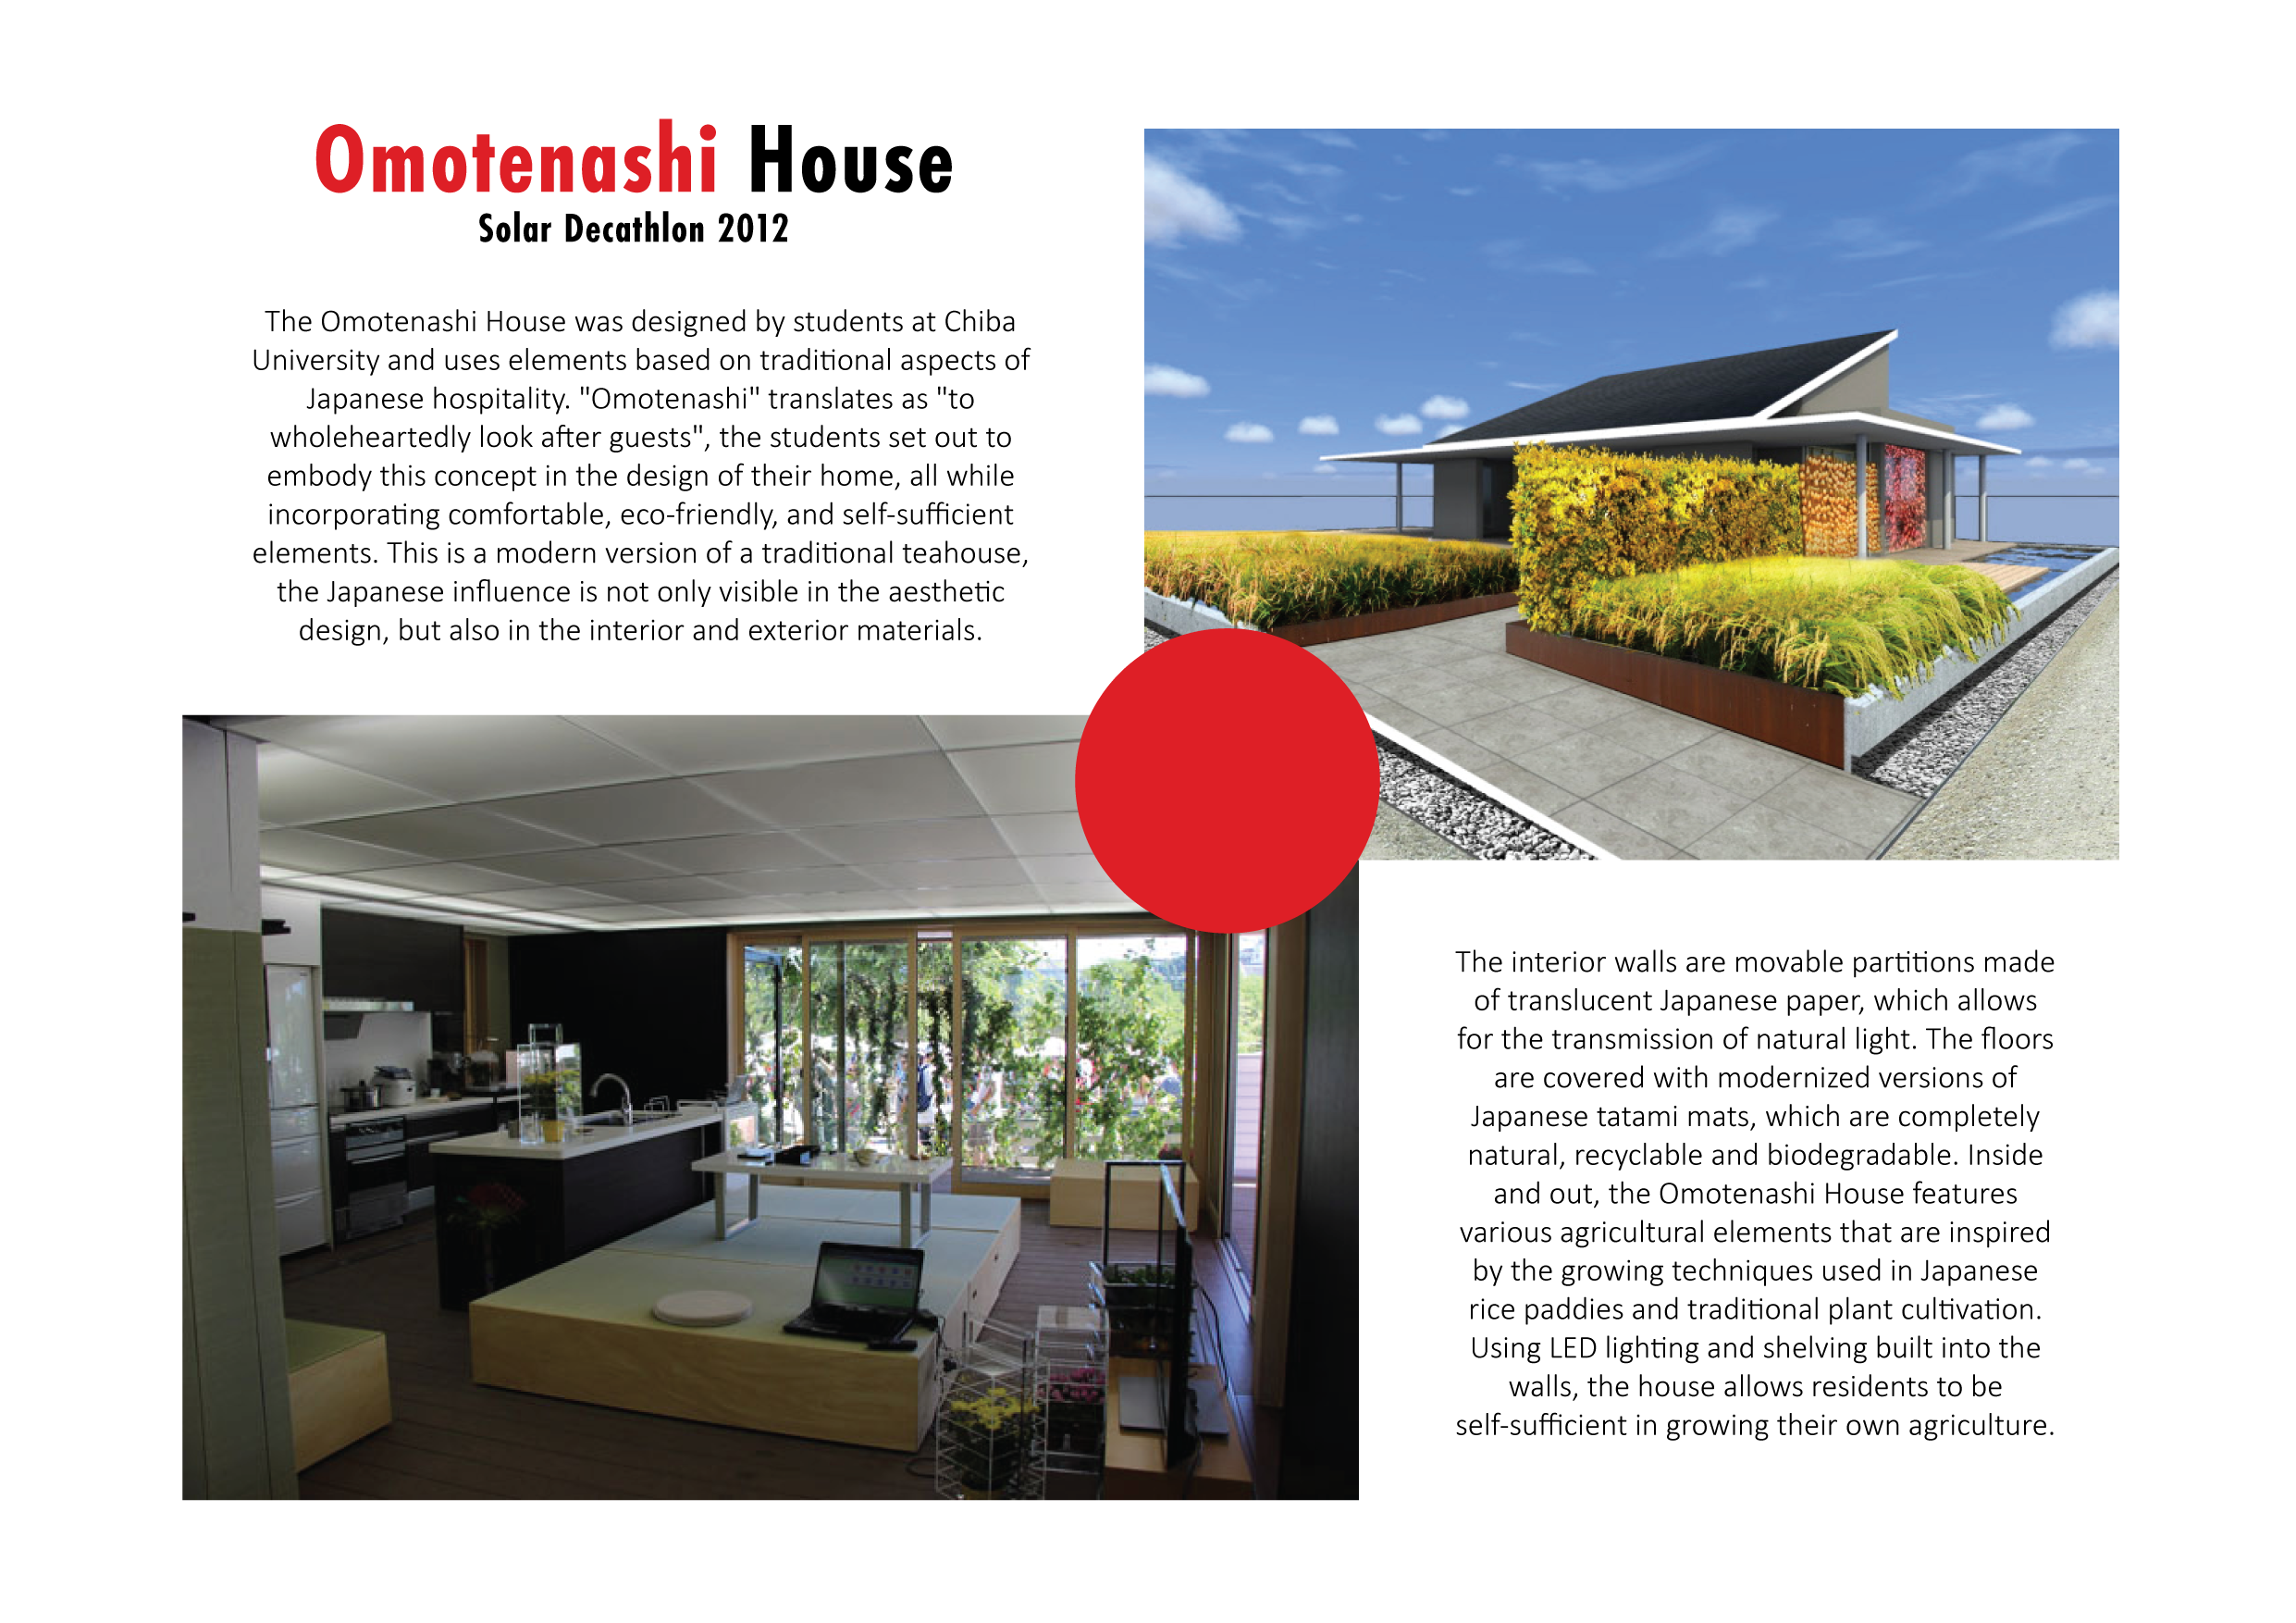 Omotenashi House
Solar Decathlon 2012
The Omotenashi House was designed by students at Chiba
University and uses elements based on traditional aspects of
Japanese hospitality. "Omotenashi" translates as "to
wholeheartedly look after guests", the students set out to
embody this concept in the design of their home, all while
incorporating comfortable, eco-friendly, and self-sufficient
elements. This is a modern version of a traditional teahouse,
the Japanese influence is not only visible in the aesthetic
design, but also in the interior and exterior materials.
The interior walls are movable partitions made
of translucent Japanese paper, which allows
for the transmission of natural light. The floors
are covered with modernized versions of
Japanese tatami mats, which are completely
natural, recyclable and biodegradable. Inside
and out, the Omotenashi House features
various agricultural elements that are inspired
by the growing techniques used in Japanese
rice paddies and traditional plant cultivation.
Using LED lighting and shelving built into the
walls, the house allows residents to be
self-sufficient in growing their own agriculture.